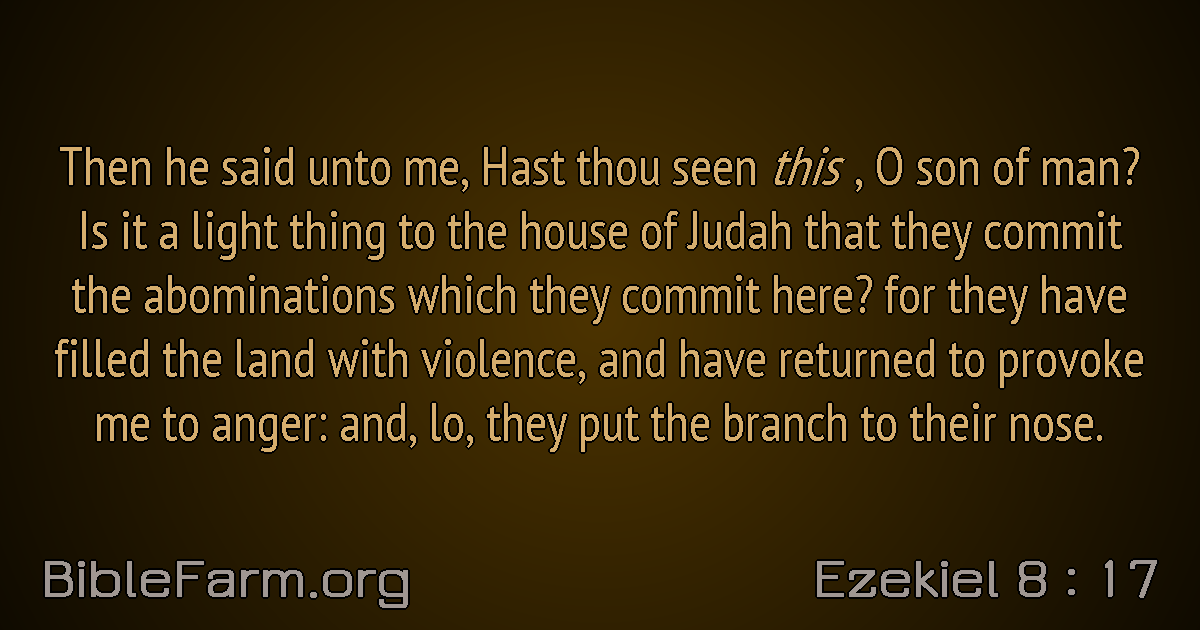 Then he said unto me, Hast thou seen this , O son of man?
Is it a light thing to the house of Judah that they commit
the abominations which they commit here? for they have
filled the land with violence, and have returned to provoke
me to anger: and, lo, they put the branch to their nose.
BibleFarm.org
Ezekiel 8 : 17